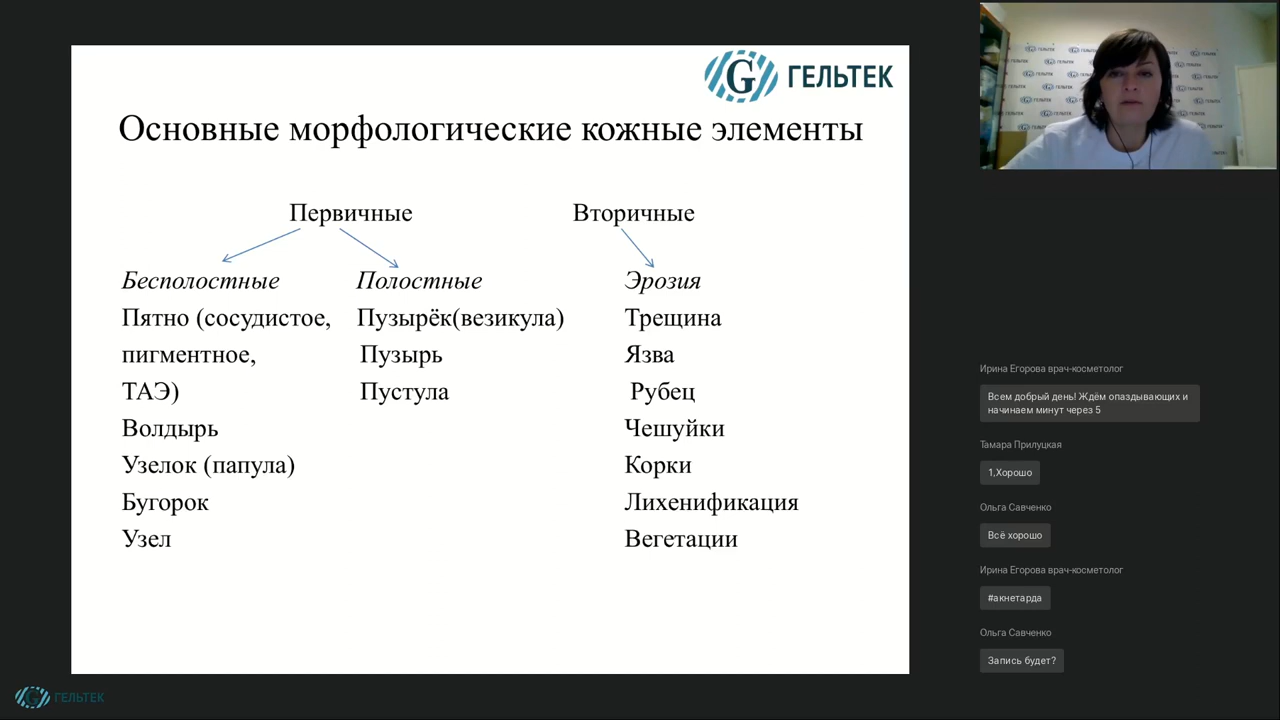 ГЕЛЬТЕК
Основные морфологические кожные элементы
Первичные
Вторичные
Бесполостные
Пятно (сосудистое,
пигментное,
ТАЭ)
Волдырь
Узелок (папула)
Бугорок
Узел
Полостные
Пузырёк(везикула)
Пузырь
Пустула
Эрозия
Трещина
Язва
Рубец
Чешуйки
Корки
Лихенификация
Вегетации
Ирина Егорова врач-косметолог
Всем добрый день! Ждём опаздывающих и
начинаем минут через 5
Тамара Прилуцкая
1,Хорошо
Ольга Савченко
Всё хорошо
Ирина Егорова врач-косметолог
#акнетарда
Ольга Савченко
Запись будет?
ГЕЛЬТЕК